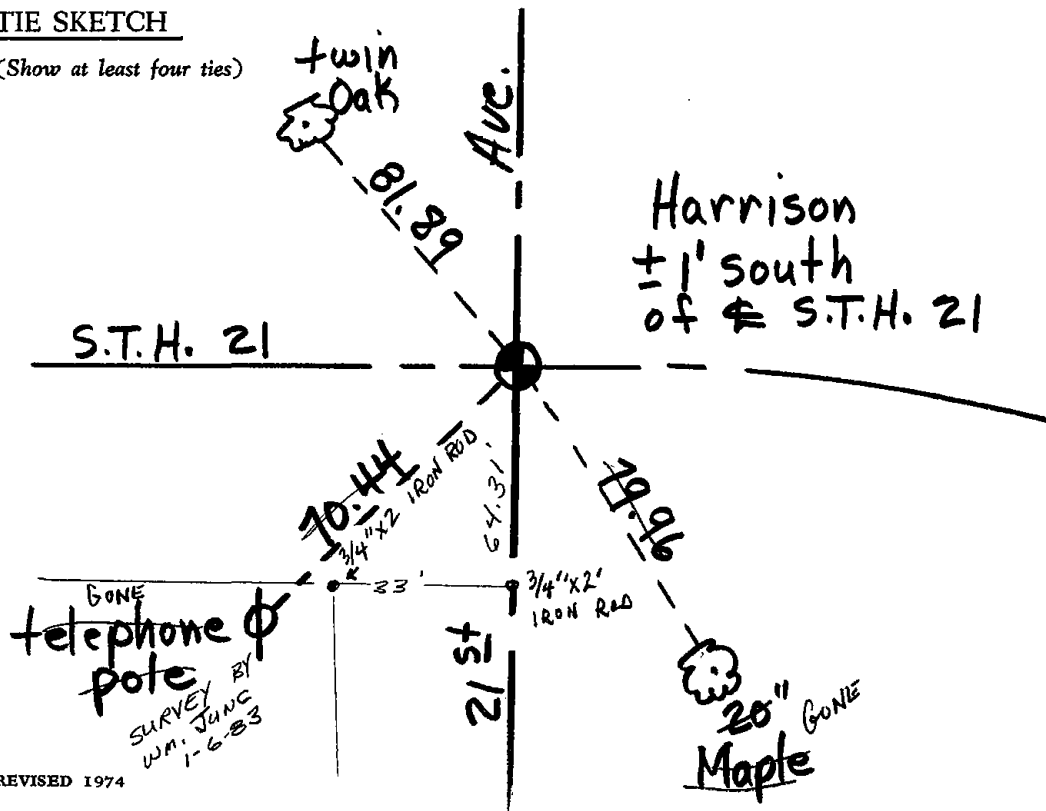 TIE SKETCH
(Show at least four ties)
twin
Oak
Ave.
81.89
Harrison
± 1' south
of ℄ S.T.H. 21
S.T.H. 21
70.44
3/4"X2 IRON ROD
64.31'
79.96
33'
3/4"X2'
IRON ROD
GONE
telephone
pole
SURVEY BY
WM. JUNG
1-6-83
21 st
20" GONE
Maple
REVISED 1974